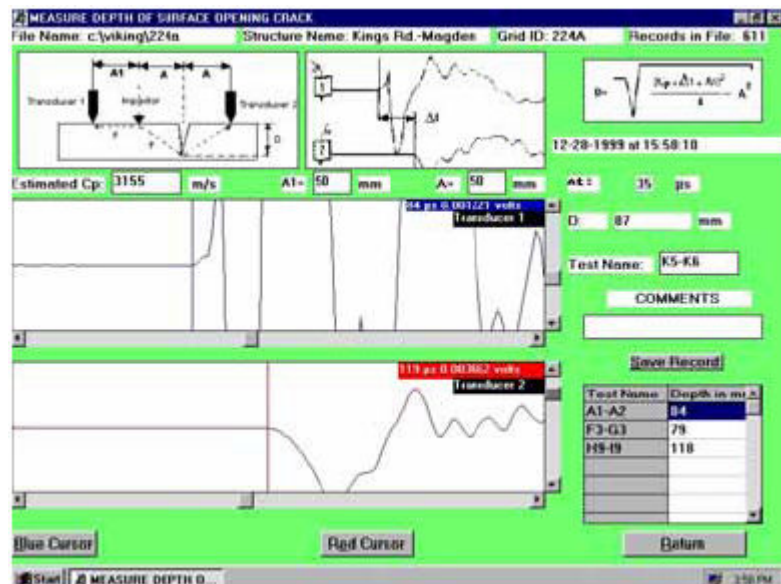 MEASURE DEPTH OF SURFACE OPENING CRACK
File Name: c:\viking\224a Structure Name: Kings Rd.-Magden Grid ID: 224A Records in File: 611
A1 A A
Transducer 1 Impactor Transducer 2
D
1
Δt
2
12-28-1999 at 15:58:10
Estimated Cp: 3155 m/s A1= 50 mm A= 50 mm Δt: 35 µs
84 µs 0.001221 volts
Transducer 1
D: 87 mm
Test Name: K5-K6
COMMENTS
Save Record
119 µs 0.003662 volts
Transducer 2
Test Name Depth in m
A1-A2 84
F3-G3 79
H9-I9 118
Blue Cursor Red Cursor Return
Start MEASURE DEPTH O...